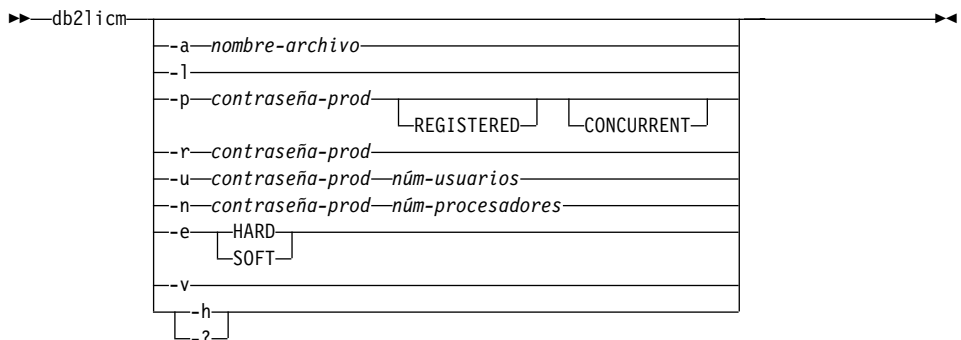 db2licm
-a nombre-archivo
-l
-p contraseña-prod
REGISTERED CONCURRENT
-r contraseña-prod
-u contraseña-prod núm-usuarios
-n contraseña-prod núm-procesadores
-e HARD
SOFT
-v
-h
-?